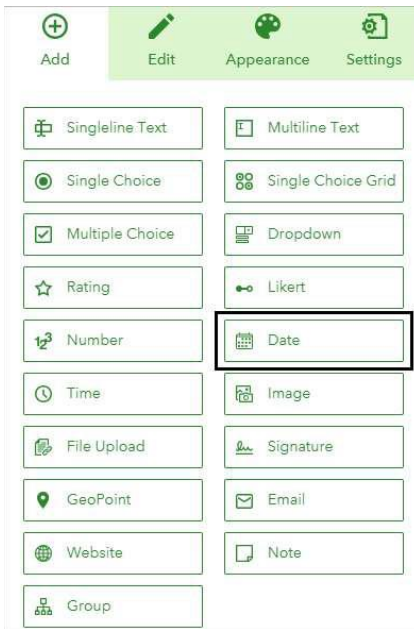 Add Edit Appearance Settings
Singleline Text Multiline Text
Single Choice Single Choice Grid
Multiple Choice Dropdown
Rating Likert
Number Date
Time Image
File Upload Signature
GeoPoint Email
Website Note
Group